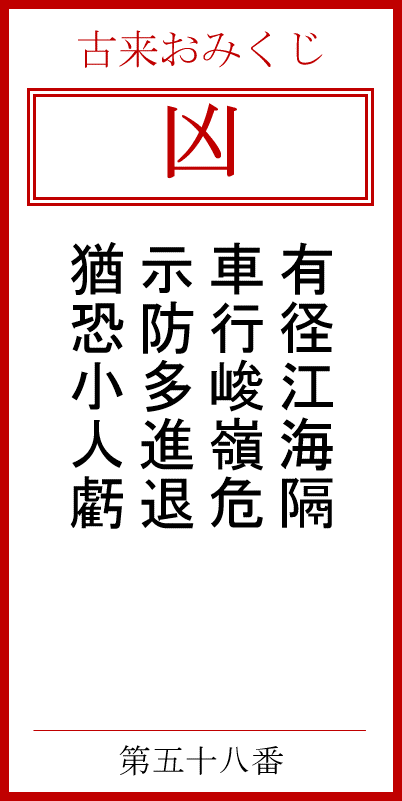 古来おみくじ
凶
有径江海隔
車行峻嶺危
示防多進退
猶恐小人虧
第五十八番